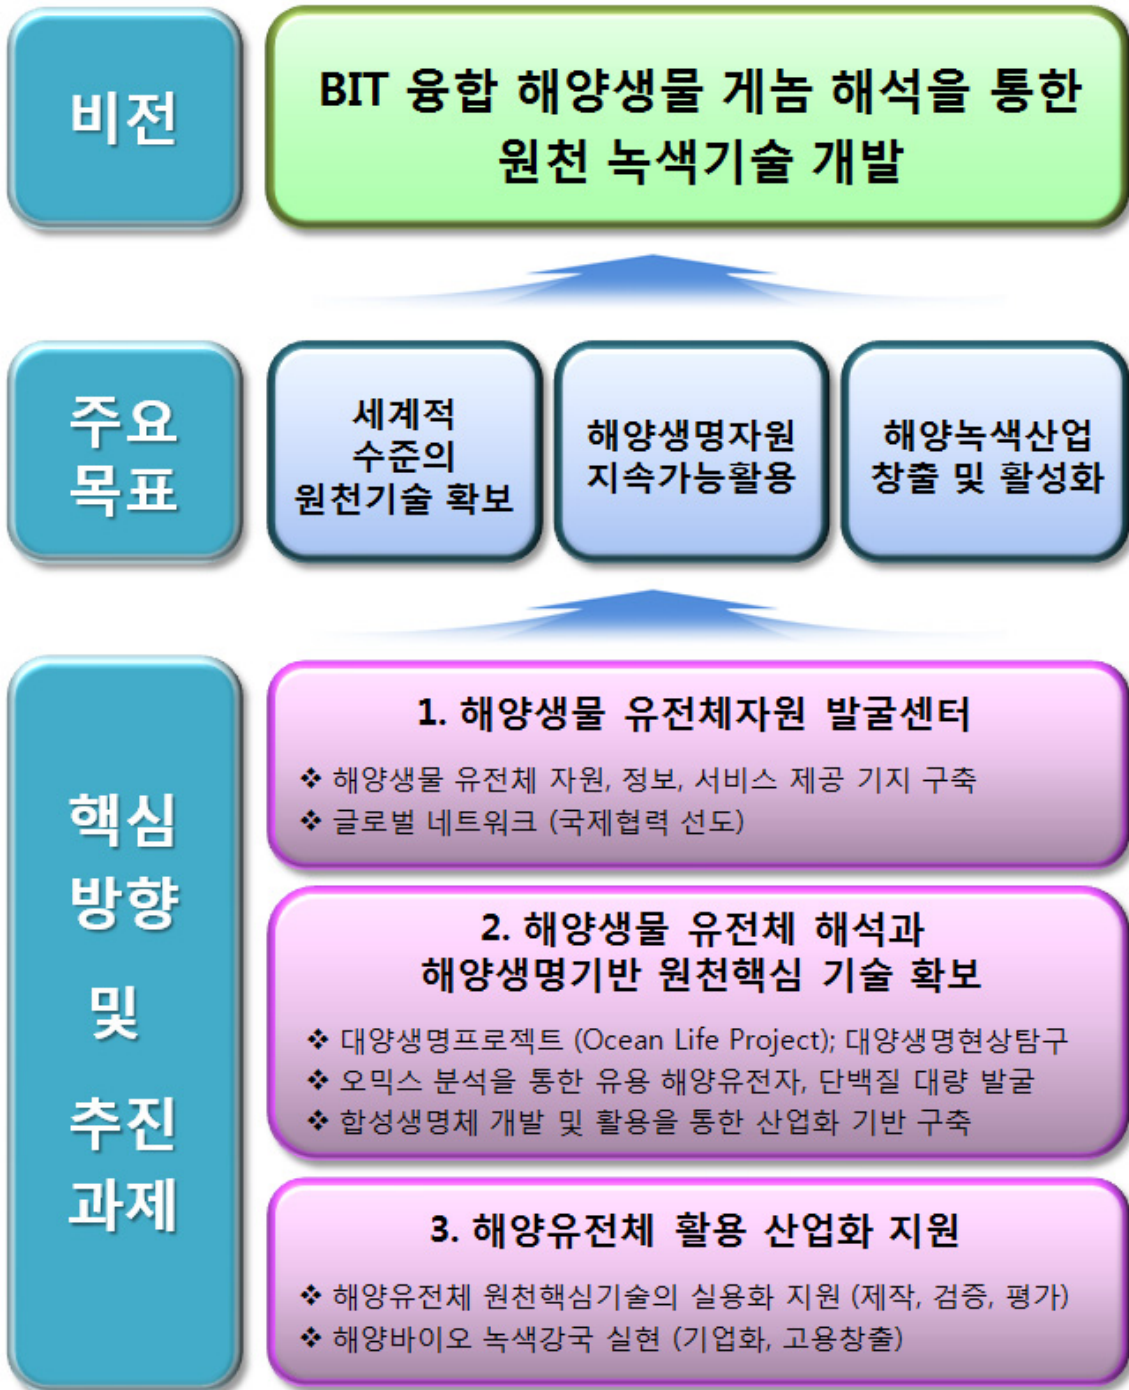 비전
BIT 융합 해양생물 게놈 해석을 통한
원천 녹색기술 개발
주요
목표
세계적
수준의
원천기술 확보
해양생명자원
지속가능활용
해양녹색산업
창출 및 활성화
핵심
방향
및
추진
과제
1. 해양생물 유전체자원 발굴센터
❖ 해양생물 유전체 자원, 정보, 서비스 제공 기지 구축
❖ 글로벌 네트워크 (국제협력 선도)
2. 해양생물 유전체 해석과
해양생명기반 원천핵심 기술 확보
❖ 대양생명프로젝트 (Ocean Life Project); 대양생명현상탐구
❖ 오믹스 분석을 통한 유용 해양유전자, 단백질 대량 발굴
❖ 합성생명체 개발 및 활용을 통한 산업화 기반 구축
3. 해양유전체 활용 산업화 지원
❖ 해양유전체 원천핵심기술의 실용화 지원 (제작, 검증, 평가)
❖ 해양바이오 녹색강국 실현 (기업화, 고용창출)